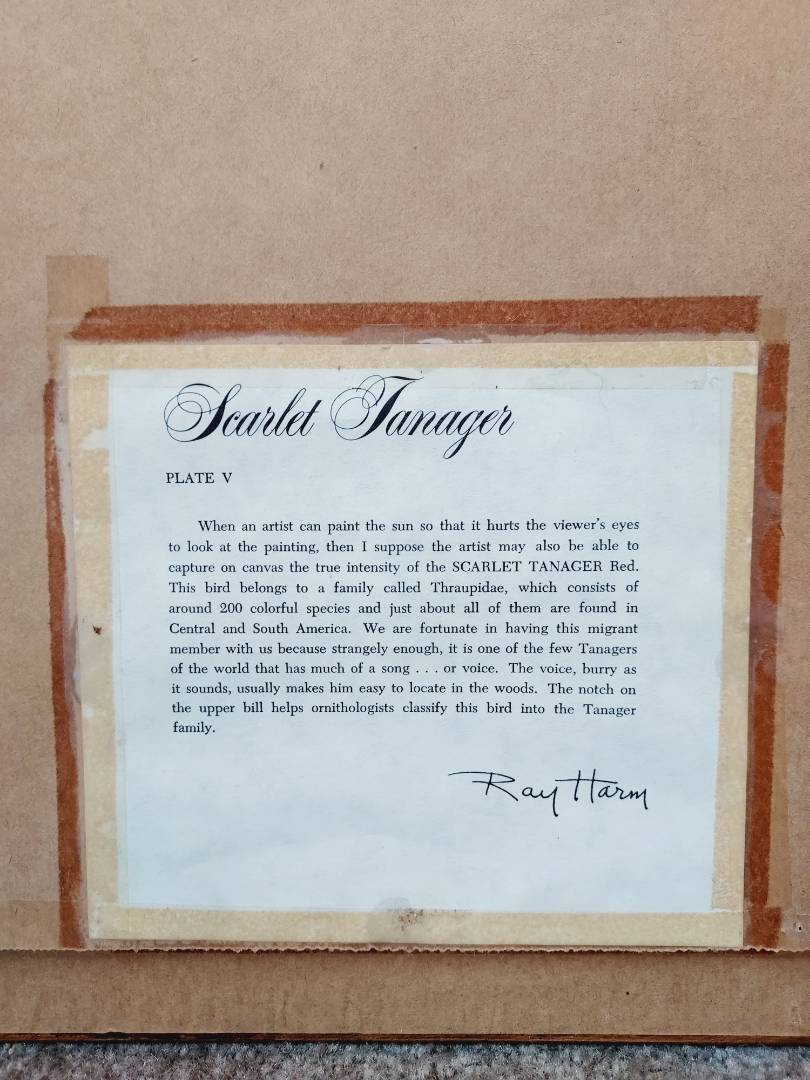 Scarlet Tanager
PLATE V
When an artist can paint the sun so that it hurts the viewer's eyes
to look at the painting, then I suppose the artist may also be able to
capture on canvas the true intensity of the SCARLET TANAGER Red.
This bird belongs to a family called Thraupidae, which consists of
around 200 colorful species and just about all of them are found in
Central and South America. We are fortunate in having this migrant
member with us because strangely enough, it is one of the few Tanagers
of the world that has much of a song . . . or voice. The voice, burry as
it sounds, usually makes him easy to locate in the woods. The notch on
the upper bill helps ornithologists classify this bird into the Tanager
family.
Ray Harm